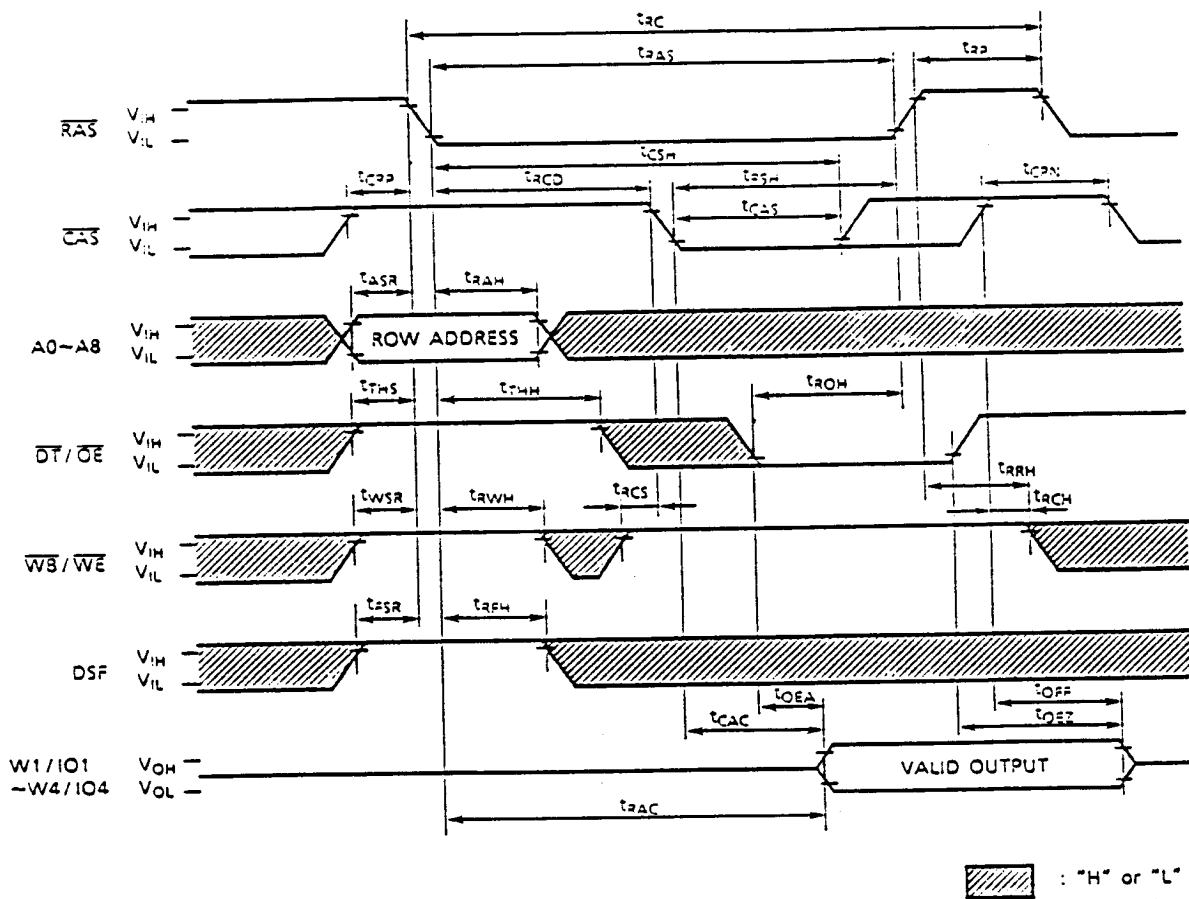 tRC
tRAS tRP
RAS VIH
VIL
tCSH
tCRP tRCD tRSH tCPN
tCAS
CAS VIH
VIL
tASR tRAH
A0~A8 VIH
VIL
ROW ADDRESS
tTHS tTHH tROH
DT/OE VIH
VIL
tRRH
tWSR tRWH tRCS tRCH
WB/WE VIH
VIL
tFSR tRFH
DSF VIH
VIL
tOEA tOFF
tCAC tOEZ
W1/IO1 VOH
~W4/IO4 VOL
VALID OUTPUT
tRAC
: "H" or "L"